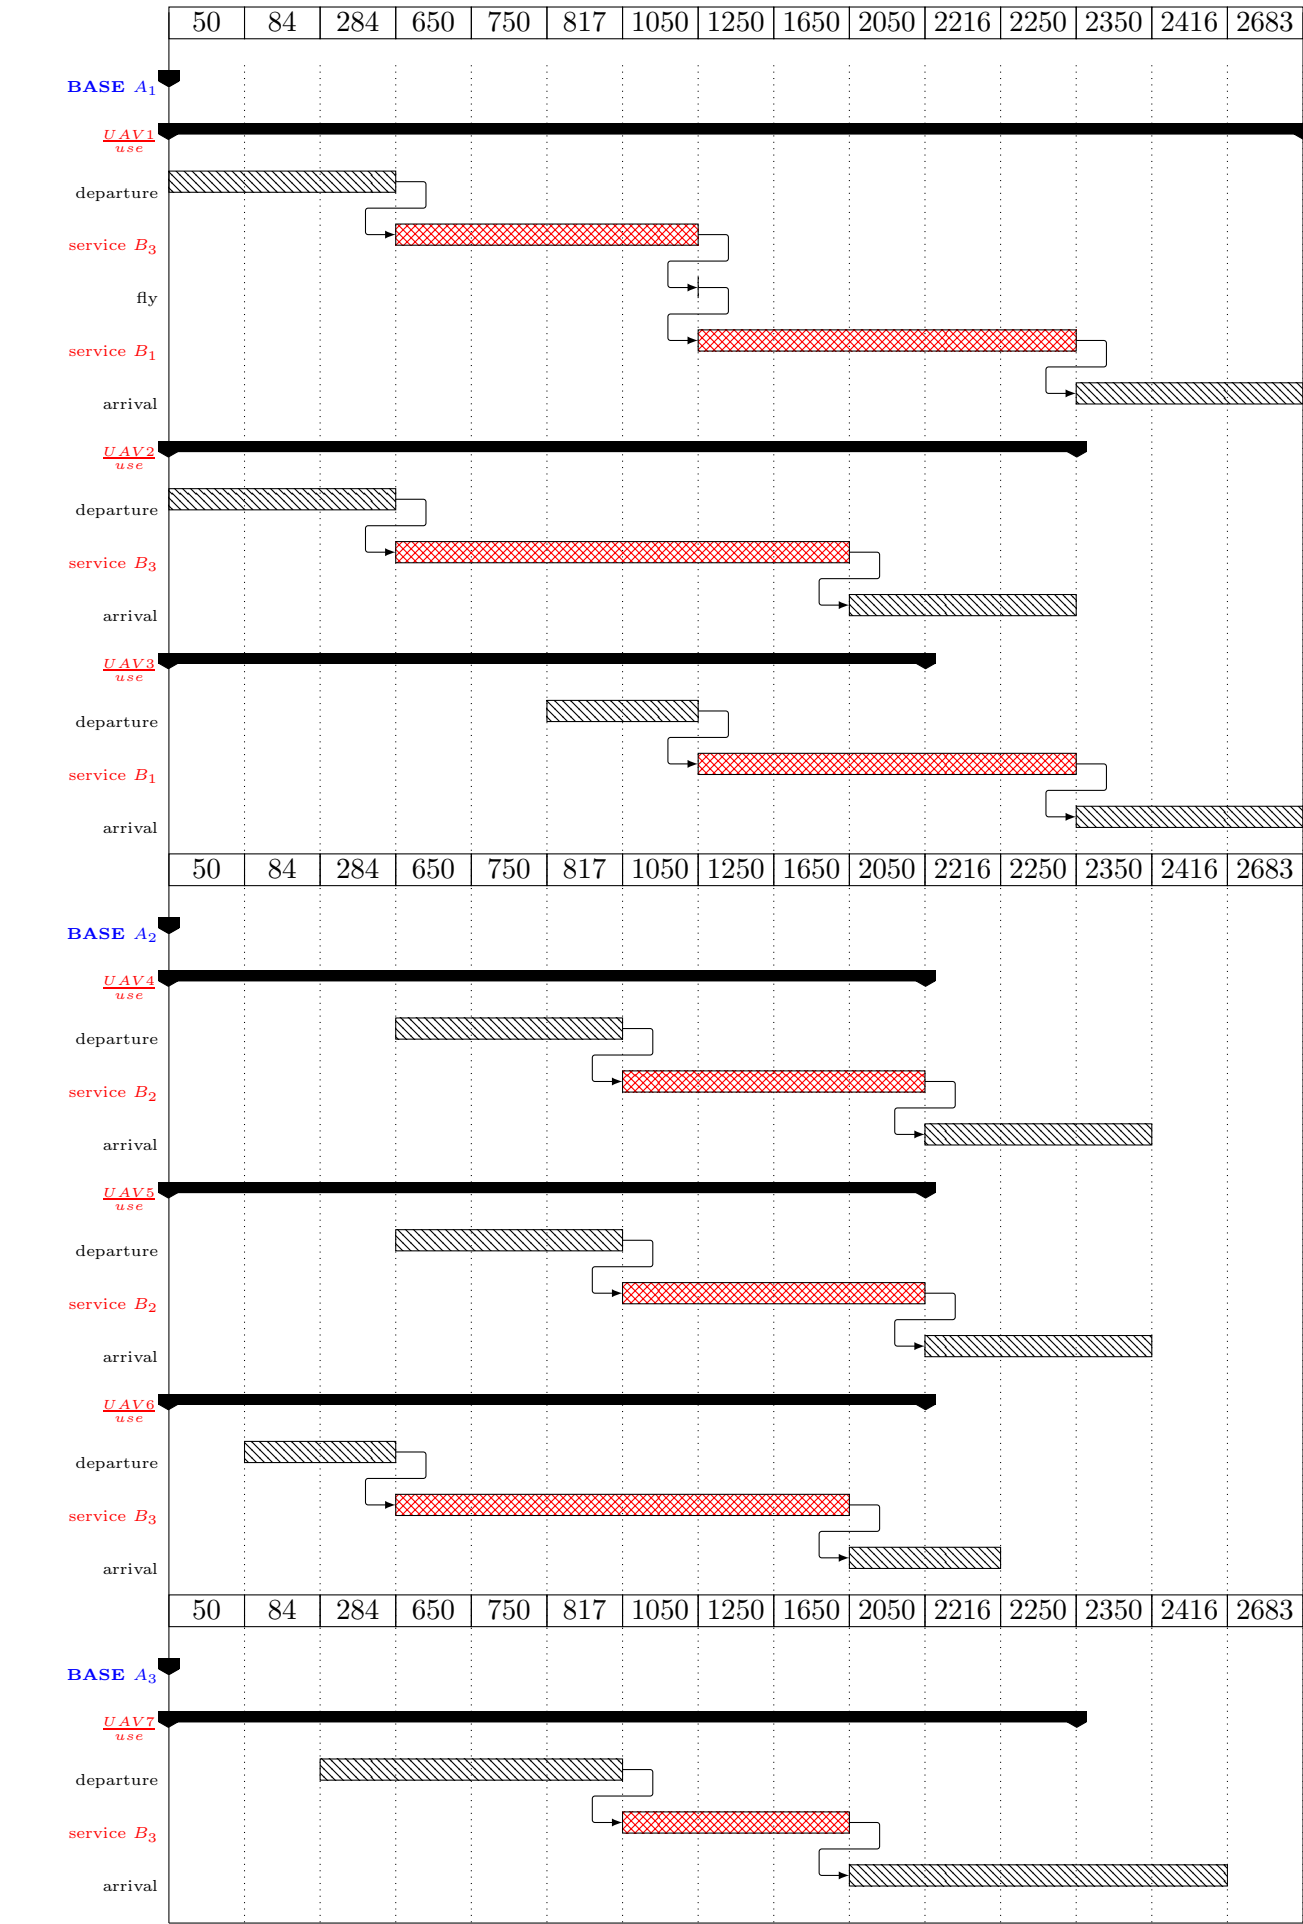 50 84 284 650 750 817 1050 1250 1650 2050 2216 2250 2350 2416 2683
BASE A₁
UAV1/use
departure
service B₃
fly
service B₁
arrival
UAV2/use
departure
service B₃
arrival
UAV3/use
departure
service B₁
arrival
50 84 284 650 750 817 1050 1250 1650 2050 2216 2250 2350 2416 2683
BASE A₂
UAV4/use
departure
service B₂
arrival
UAV5/use
departure
service B₂
arrival
UAV6/use
departure
service B₃
arrival
50 84 284 650 750 817 1050 1250 1650 2050 2216 2250 2350 2416 2683
BASE A₃
UAV7/use
departure
service B₃
arrival